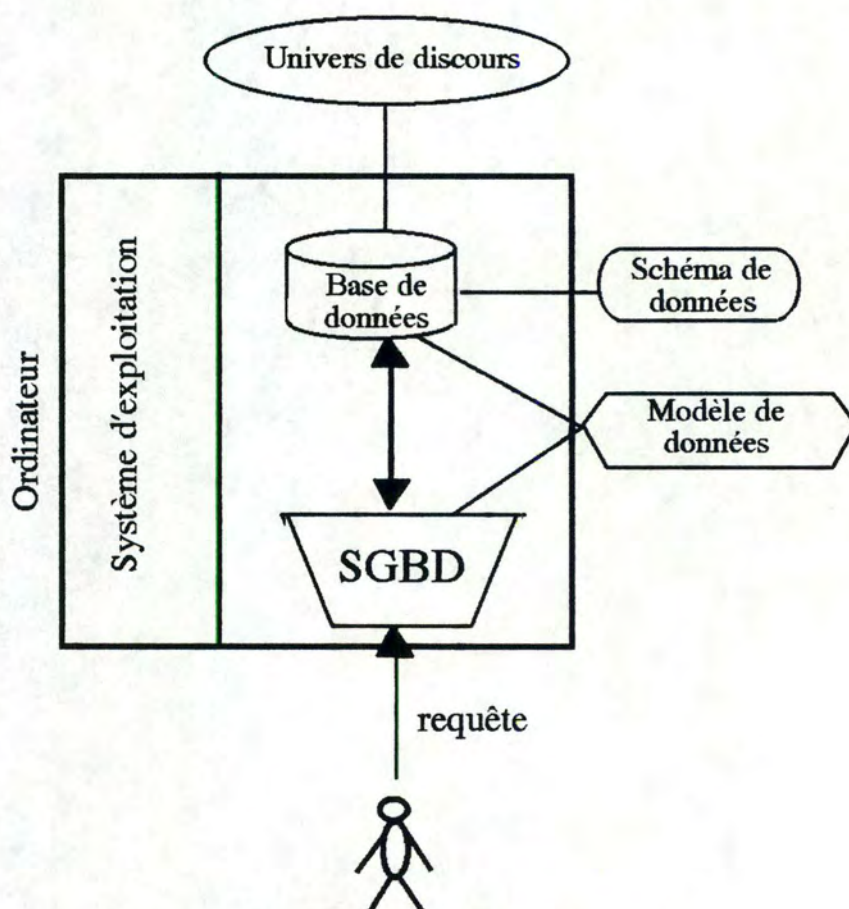 Univers de discours
Ordinateur
Système d'exploitation
Base de
données
Schéma de
données
Modèle de
données
SGBD
requête